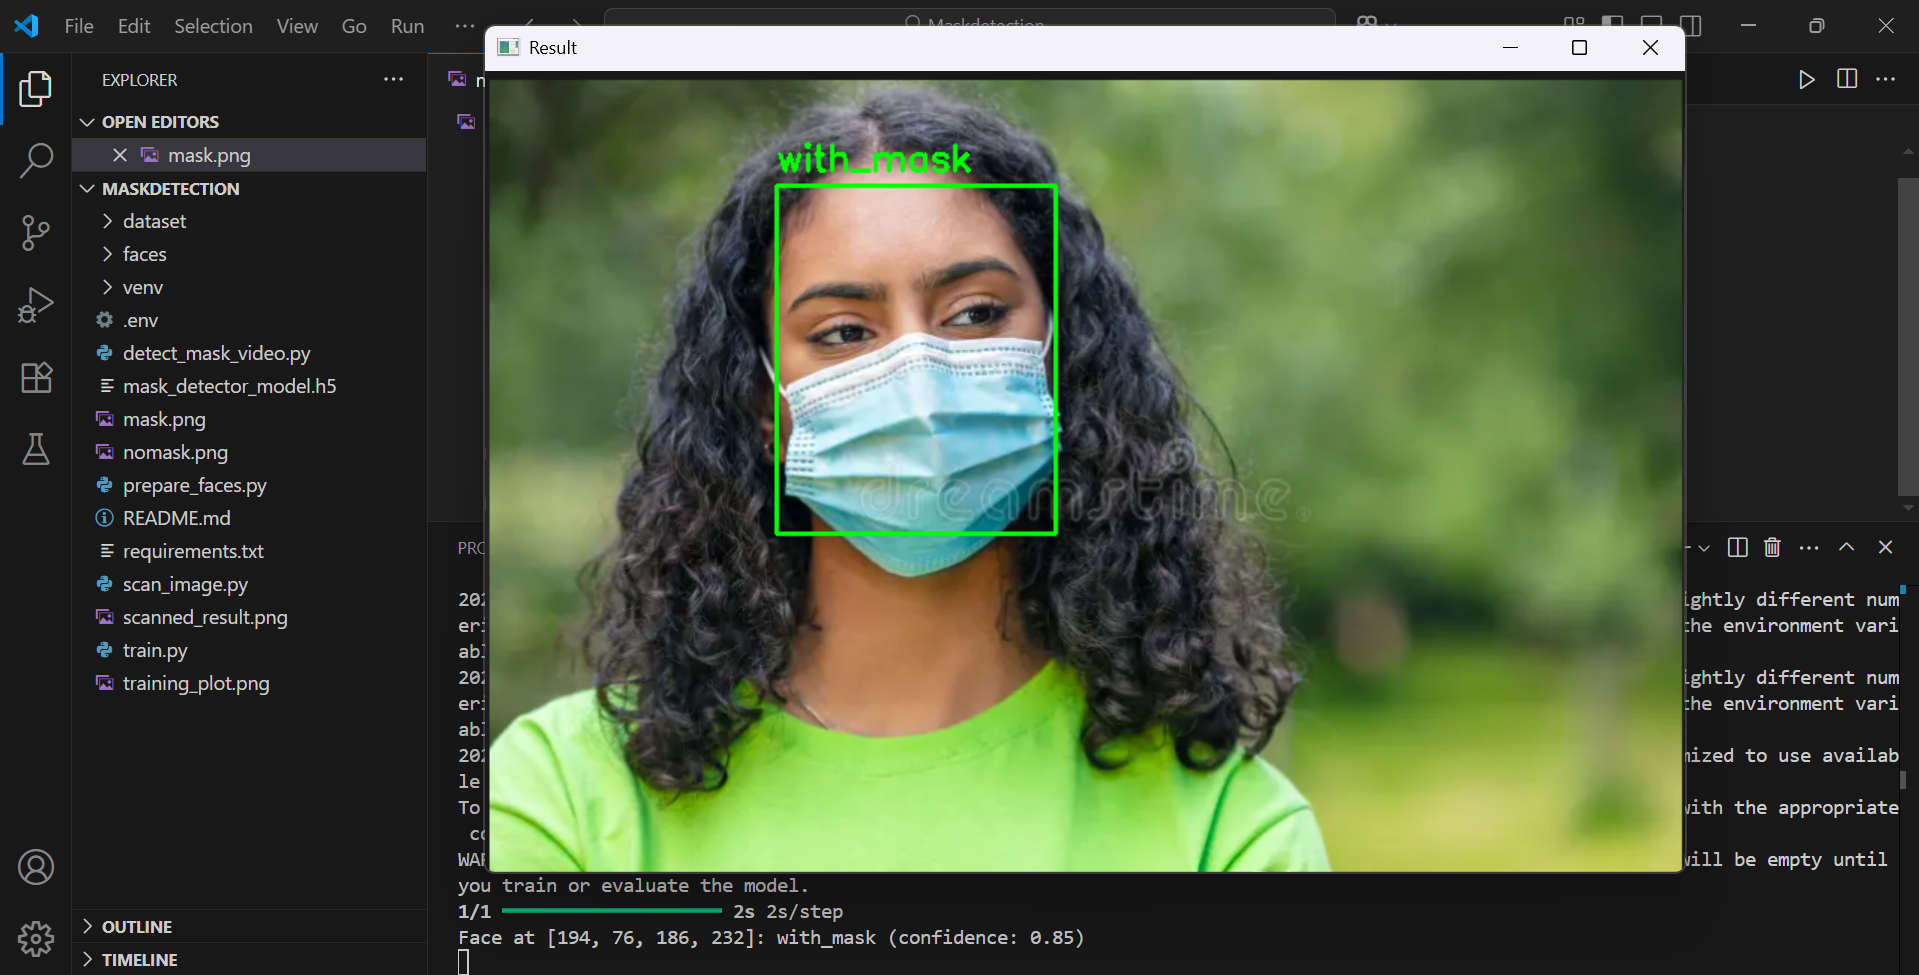 File Edit Selection View Go Run ···
Maskdetection
Result
EXPLORER
OPEN EDITORS
mask.png
MASKDETECTION
dataset
faces
venv
.env
detect_mask_video.py
mask_detector_model.h5
mask.png
nomask.png
prepare_faces.py
README.md
requirements.txt
scan_image.py
scanned_result.png
train.py
training_plot.png
OUTLINE
TIMELINE
with_mask
dreamstime
ightly different num
the environment vari
ightly different num
the environment vari
mized to use availab
le
To with the appropriate
will be empty until
you train or evaluate the model.
1/1 2s 2s/step
Face at [194, 76, 186, 232]: with_mask (confidence: 0.85)